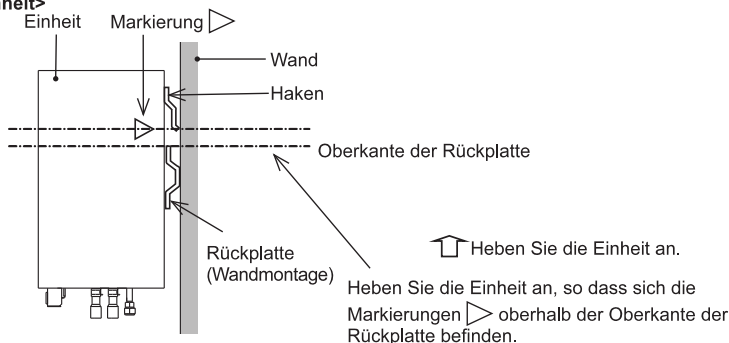 heit>
Einheit
Markierung
Wand
Haken
Oberkante der Rückplatte
Rückplatte
(Wandmontage)
Heben Sie die Einheit an.
Heben Sie die Einheit an, so dass sich die
Markierungen oberhalb der Oberkante der
Rückplatte befinden.